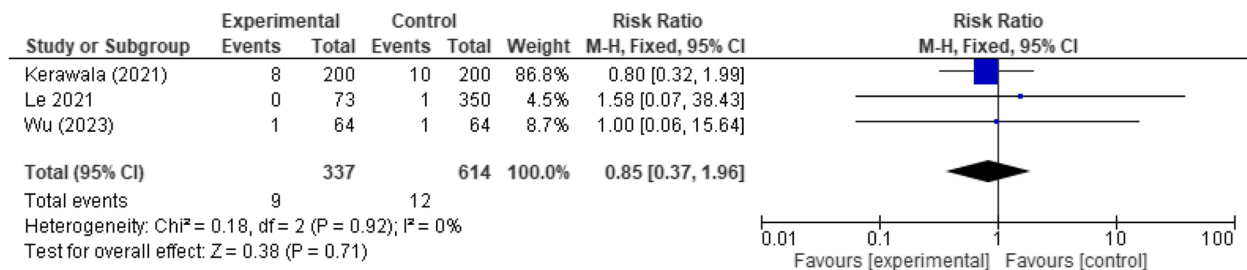 Experimental Control Risk Ratio Risk Ratio
Study or Subgroup Events Total Events Total Weight M-H, Fixed, 95% CI M-H, Fixed, 95% CI
Kerawala (2021) 8 200 10 200 86.8% 0.80 [0.32, 1.99]
Le 2021 0 73 1 350 4.5% 1.58 [0.07, 38.43]
Wu (2023) 1 64 1 64 8.7% 1.00 [0.06, 15.64]
Total (95% CI) 337 614 100.0% 0.85 [0.37, 1.96]
Total events 9 12
Heterogeneity: Chi² = 0.18, df = 2 (P = 0.92); I² = 0%
Test for overall effect: Z = 0.38 (P = 0.71)
0.01 0.1 1 10 100
Favours [experimental] Favours [control]